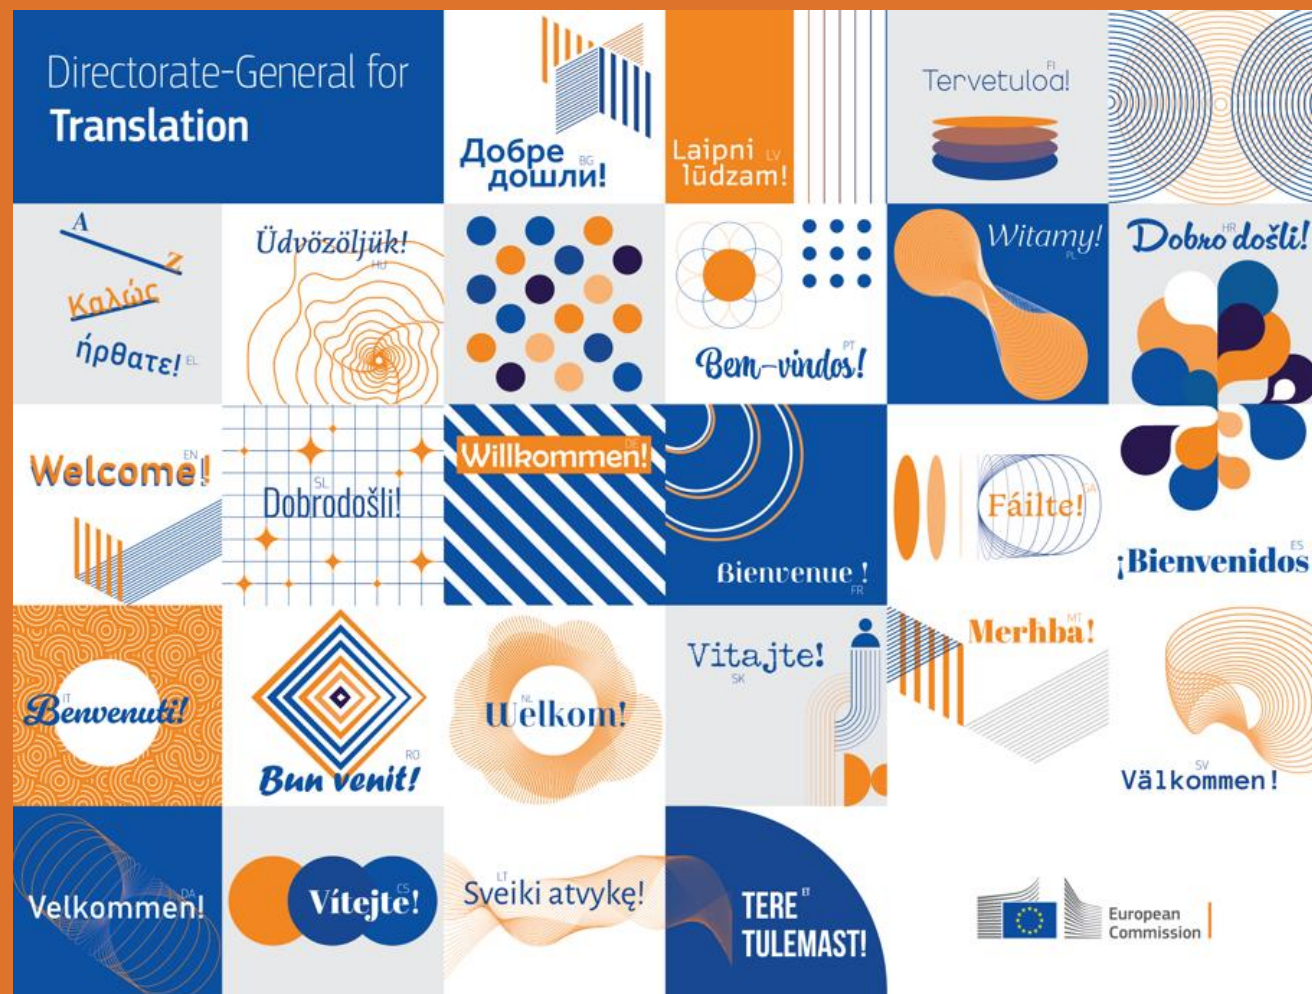 Directorate-General for
Translation
Добре
дошли!
BG
Laipni
lūdzam!
LV
FI
Tervetuloa!
A
Z
Καλώς
ήρθατε!
EL
Üdvözöljük!
HU
PT
Bem-vindos!
Witamy!
PL
HR
Dobro došli!
EN
Welcome!
SL
Dobrodošli!
DE
Willkommen!
Bienvenue !
FR
GA
Fáilte!
ES
¡Bienvenidos
IT
Benvenuti!
RO
Bun venit!
NL
Welkom!
Vitajte!
SK
MT
Merħba!
SV
Välkommen!
DA
Velkommen!
CS
Vítejte!
LT
Sveiki atvykę!
TERE
ET
TULEMAST!
European
Commission